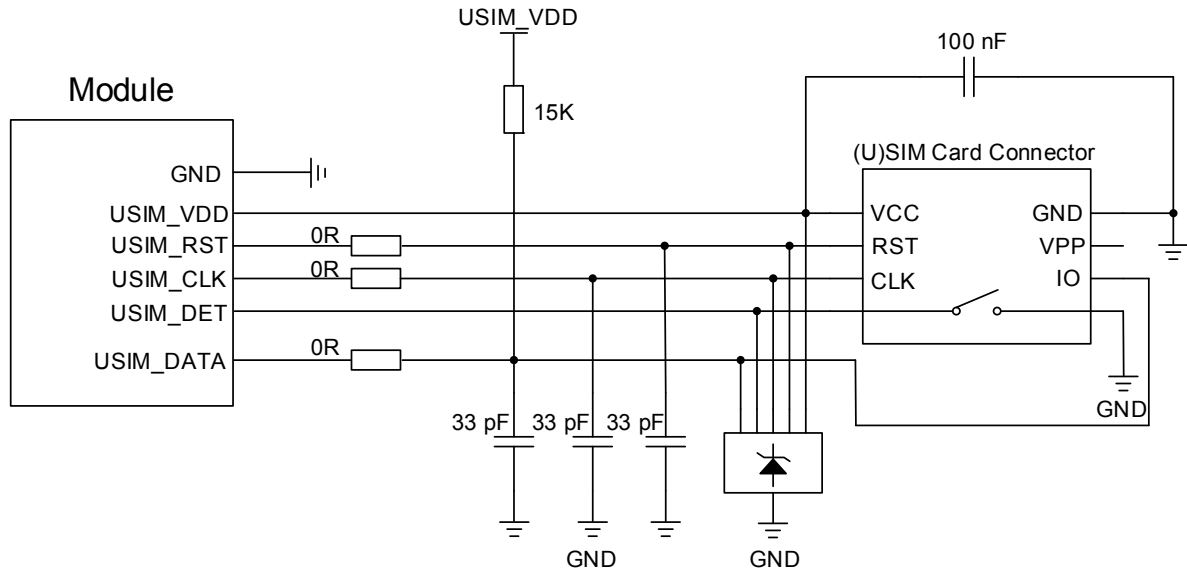 USIM_VDD
100 nF
Module
15K
(U)SIM Card Connector
GND
USIM_VDD
VCC
GND
USIM_RST
0R
RST
VPP
USIM_CLK
0R
CLK
IO
USIM_DET
USIM_DATA
0R
GND
33 pF
33 pF
33 pF
GND
GND